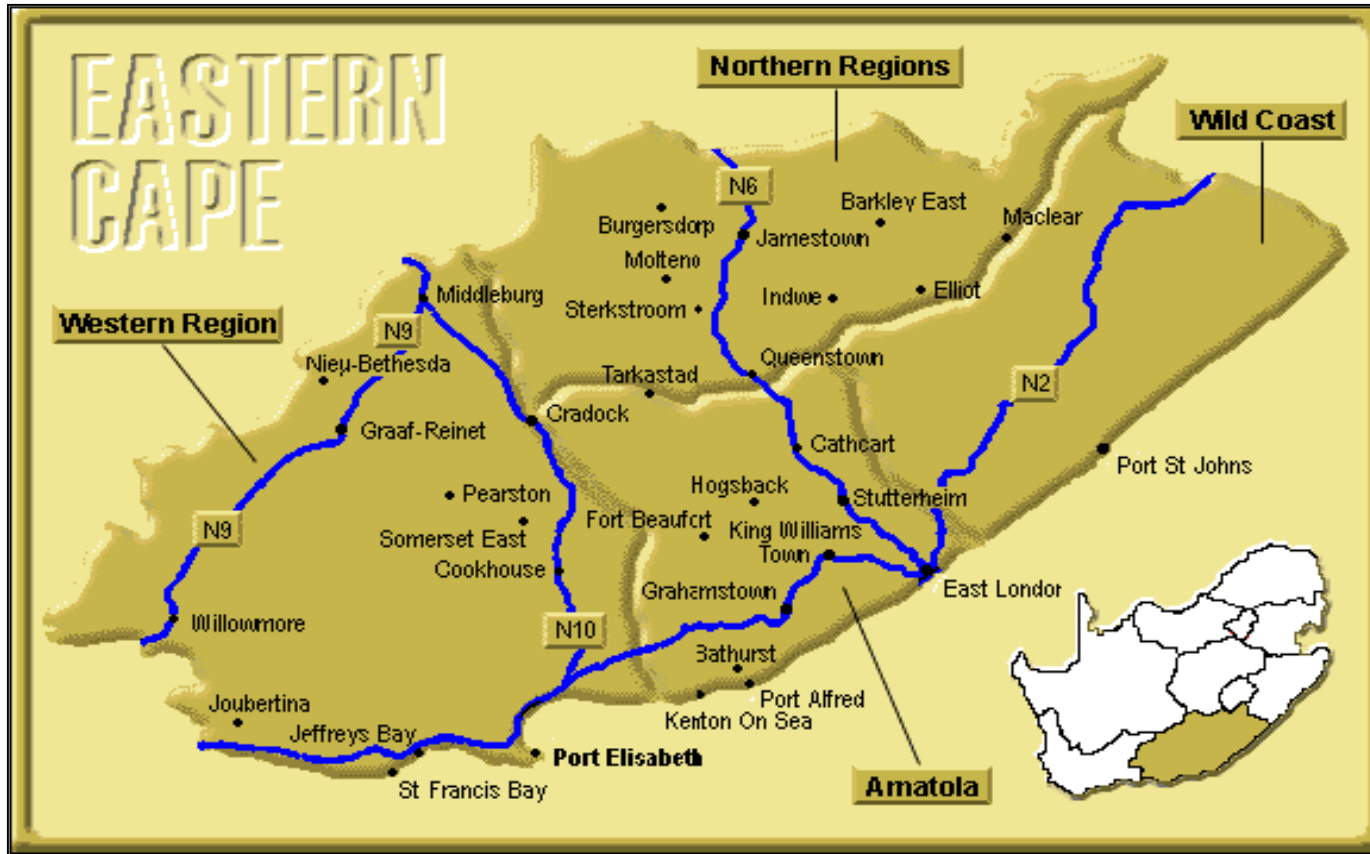 EASTERN
CAPE
Northern Regions
Wild Coast
N6
Barkley East
Burgersdorp
Jamestown
Maclear
Molteno
Middleburg
Sterkstroom
Indwe
Elliot
Western Region
N9
Nieu-Bethesda
Queenstown
Tarkastad
N2
Cradock
Graaf-Reinet
Cathcart
Port St Johns
Pearston
Hogsback
Stutterheim
N9
Fort Beaufort
King Williams
Town
Somerset East
Cookhouse
East London
Grahamstown
Willowmore
N10
Bathurst
Joubertina
Port Alfred
Kenton On Sea
Jeffreys Bay
Port Elisabeth
St Francis Bay
Amatola